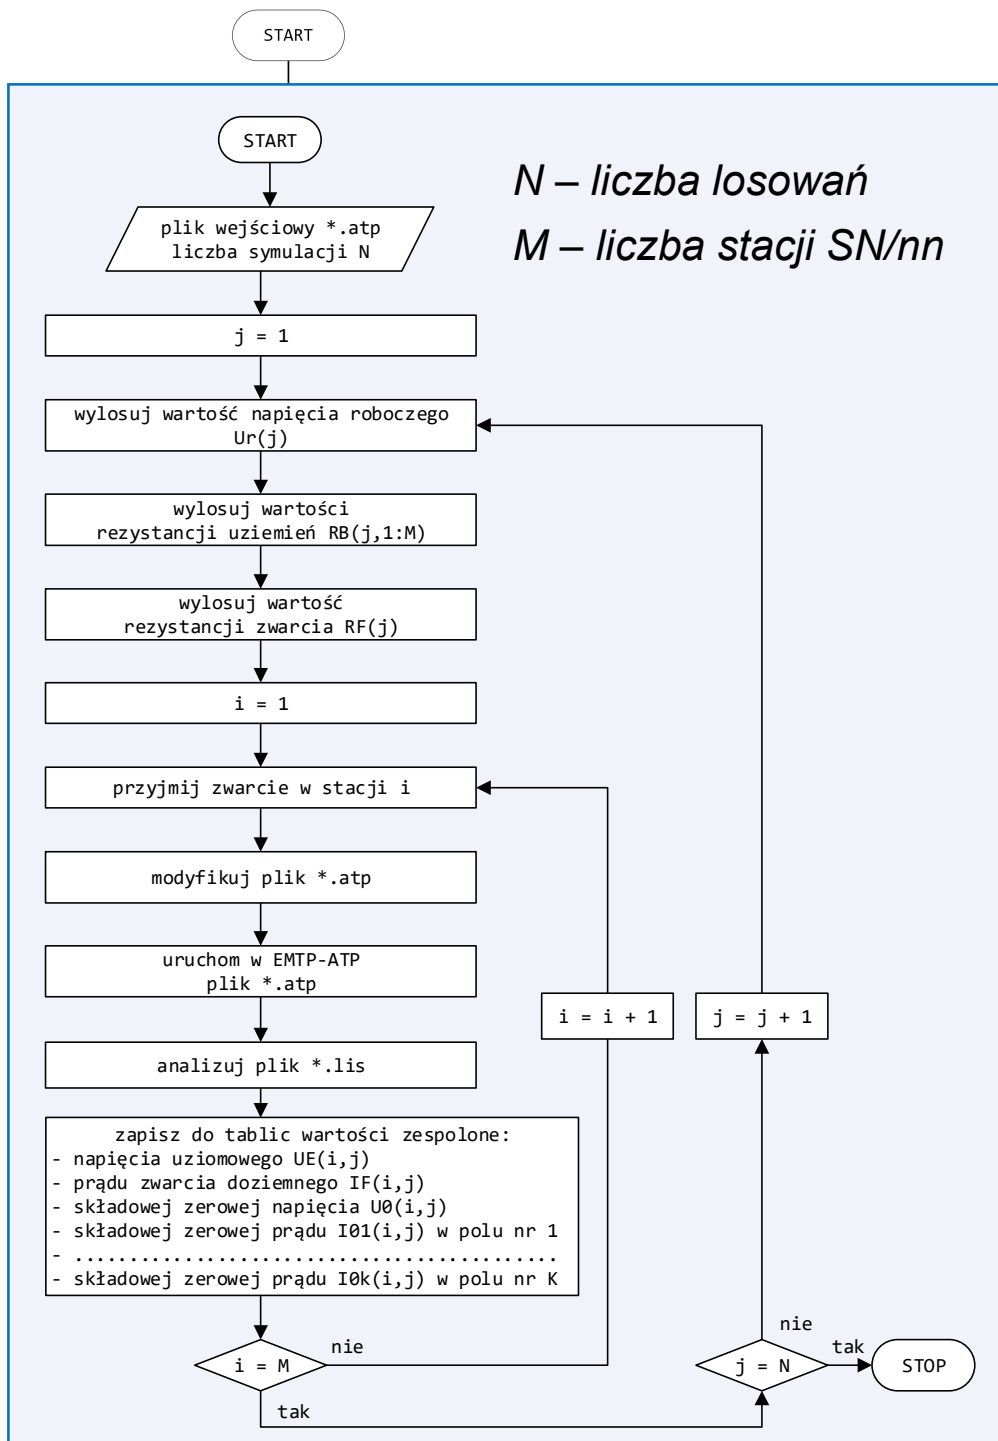 START
START
N – liczba losowań
M – liczba stacji SN/nn
plik wejściowy *.atp
liczba symulacji N
j = 1
wylosuj wartość napięcia roboczego
Ur(j)
wylosuj wartości
rezystancji uziemień RB(j,1:M)
wylosuj wartość
rezystancji zwarcia RF(j)
i = 1
przyjmij zwarcie w stacji i
modyfikuj plik *.atp
uruchom w EMTP-ATP
plik *.atp
i = i + 1
j = j + 1
analizuj plik *.lis
zapisz do tablic wartości zespolone:
- napięcia uziomowego UE(i,j)
- prądu zwarcia doziemnego IF(i,j)
- składowej zerowej napięcia U0(i,j)
- składowej zerowej prądu I01(i,j) w polu nr 1
- ...........................................
- składowej zerowej prądu I0k(i,j) w polu nr K
i = M
nie
tak
j = N
nie
tak
STOP